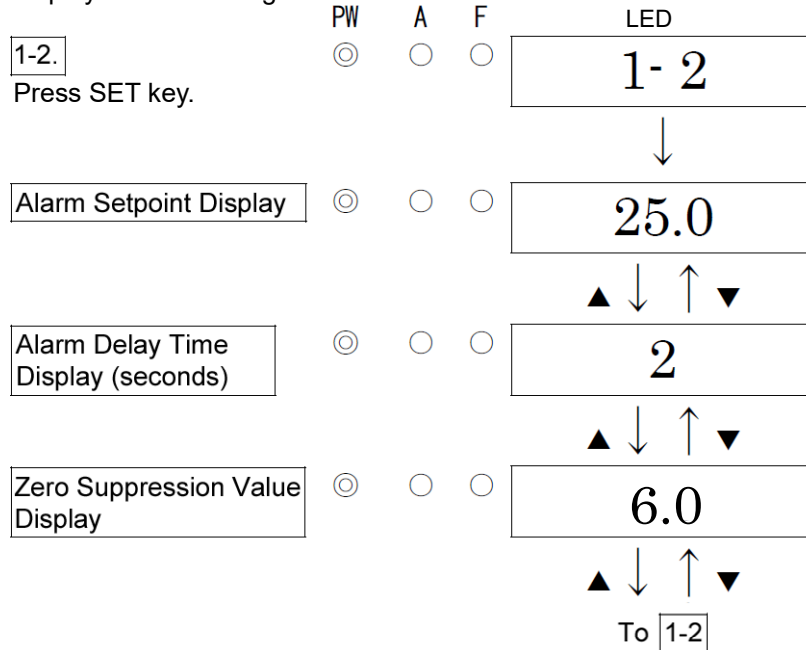 PW A F LED
1-2. ◎ ○ ○ 1- 2
Press SET key.
↓
Alarm Setpoint Display ◎ ○ ○ 25.0
▲ ↓ ↑ ▼
Alarm Delay Time
Display (seconds) ◎ ○ ○ 2
▲ ↓ ↑ ▼
Zero Suppression Value
Display ◎ ○ ○ 6.0
▲ ↓ ↑ ▼
To 1-2